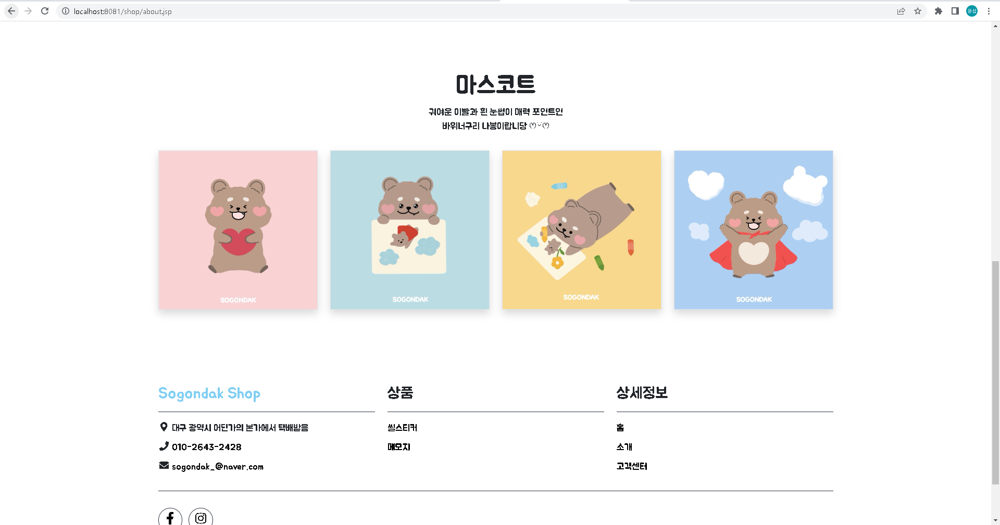 localhost:8081/shop/about.jsp
윤섭
마스코트
귀여운 이빨과 흰 눈썹이 매력 포인트인
바위너구리 나봉이랍니당 ♡ᵕ̈♡
SOGONDAK
SOGONDAK
SOGONDAK
SOGONDAK
Sogondak Shop
대구 광역시 어딘가의 본가에서 택배받음
010-2643-2428
sogondak_@naver.com
상품
씰스티커
메모지
상세정보
홈
소개
고객센터